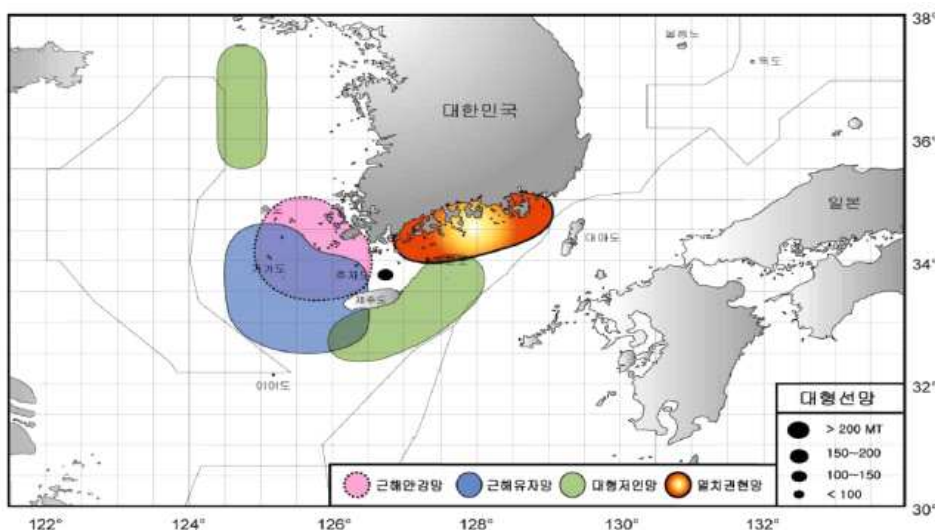 38°
울릉도
독도
대한민국
36°
일본
대마도
34°
가거도
추자도
제주도
32°
이어도
대형선망
> 200 MT
150~200
100~150
< 100
근해안강망
근해유자망
대형저인망
멸치권현망
30°
122°
124°
126°
128°
130°